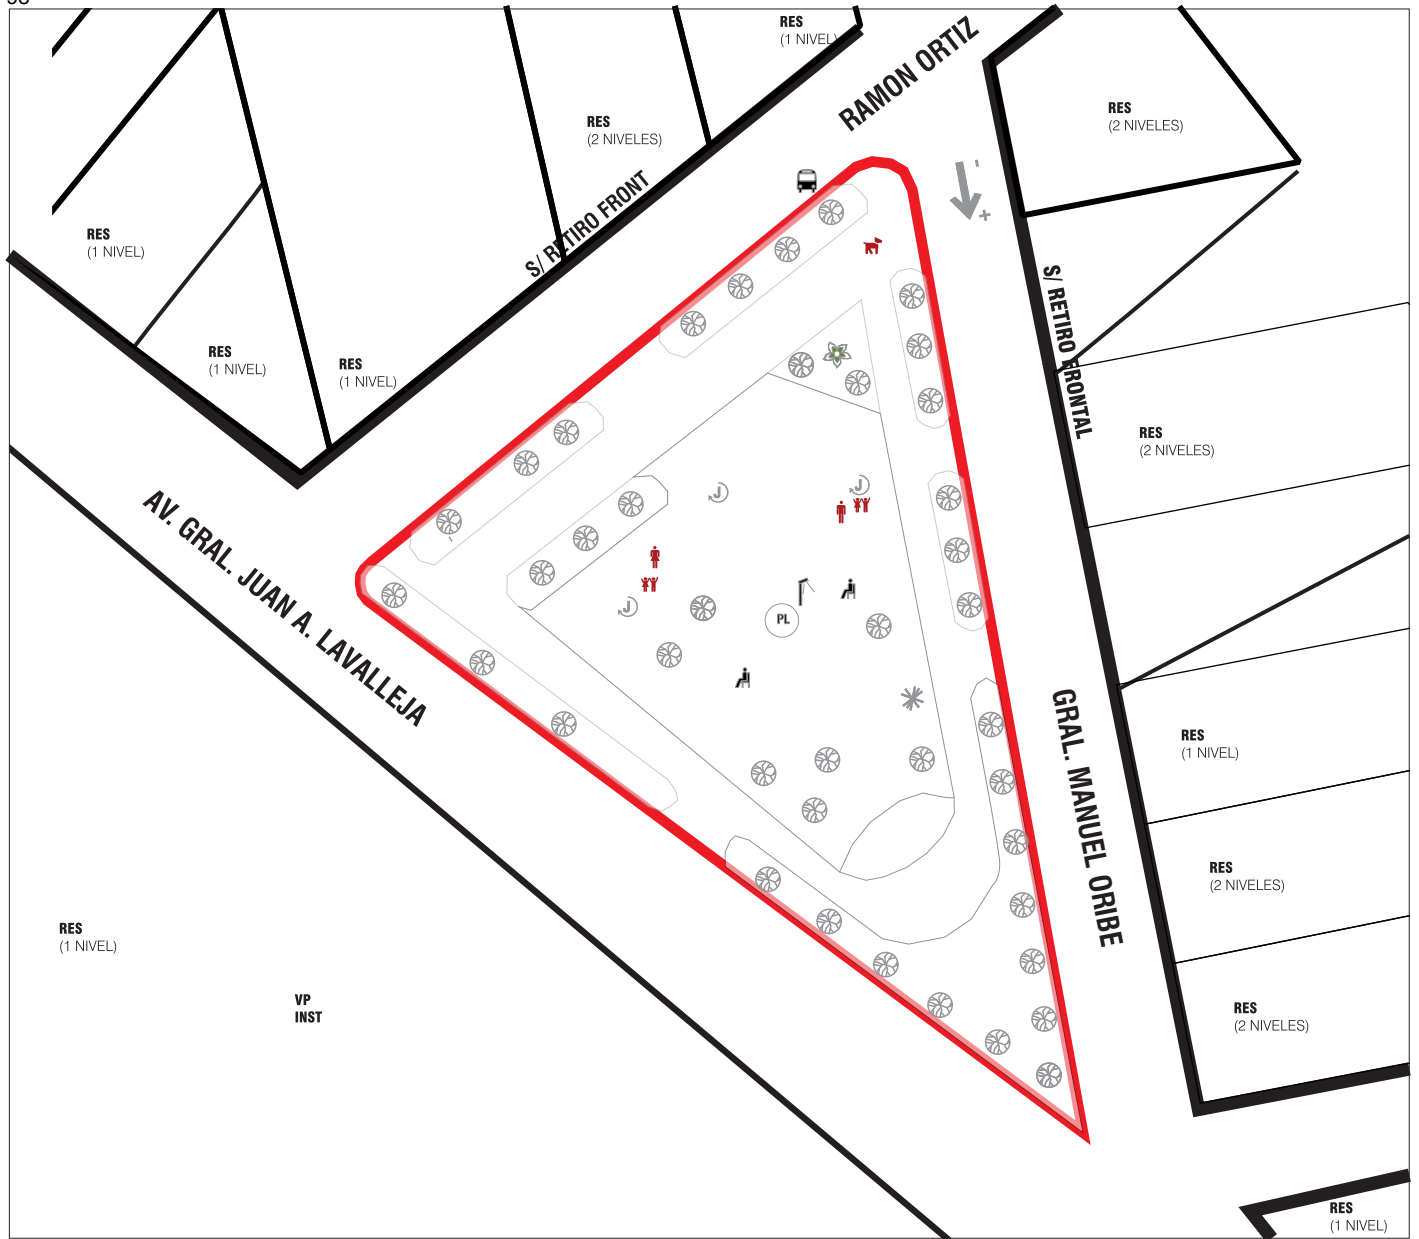 RES
(1 NIVEL)
RAMON ORTIZ
RES
(2 NIVELES)
RES
(2 NIVELES)
S/ RETIRO FRONT
-
+
RES
(1 NIVEL)
S/ RETIRO FRONTAL
RES
(1 NIVEL)
RES
(1 NIVEL)
RES
(2 NIVELES)
J
J
AV. GRAL. JUAN A. LAVALLEJA
J
PL
GRAL. MANUEL ORIBE
RES
(1 NIVEL)
RES
(2 NIVELES)
RES
(1 NIVEL)
VP
INST
RES
(2 NIVELES)
RES
(1 NIVEL)